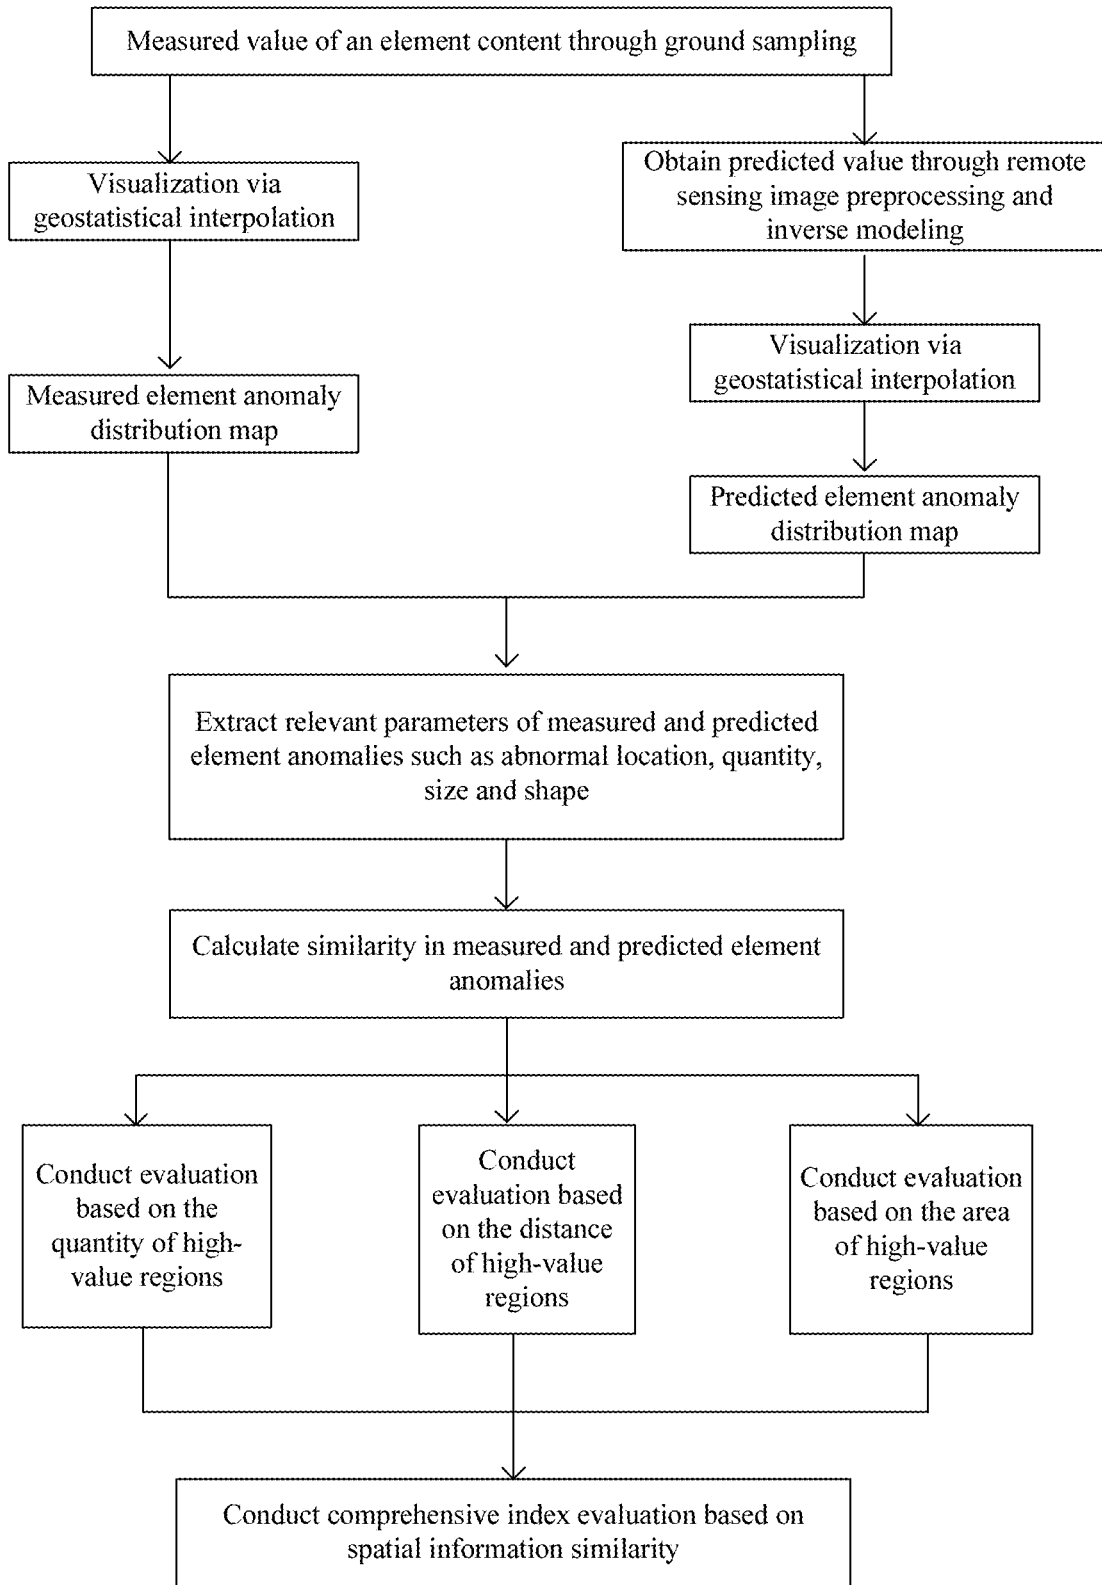 Measured value of an element content through ground sampling
Visualization via
geostatistical interpolation
Obtain predicted value through remote
sensing image preprocessing and
inverse modeling
Visualization via
geostatistical interpolation
Measured element anomaly
distribution map
Predicted element anomaly
distribution map
Extract relevant parameters of measured and predicted
element anomalies such as abnormal location, quantity,
size and shape
Calculate similarity in measured and predicted element
anomalies
Conduct evaluation
based on the
quantity of high-
value regions
Conduct
evaluation based
on the distance
of high-value
regions
Conduct evaluation
based on the area
of high-value
regions
Conduct comprehensive index evaluation based on
spatial information similarity